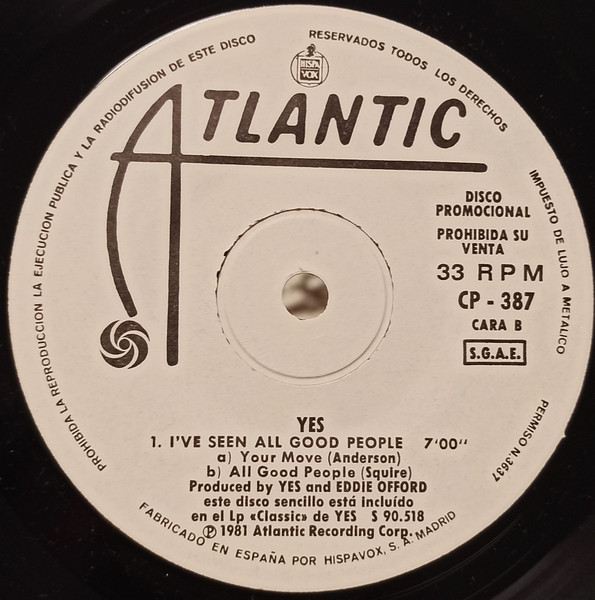 PROHIBIDA LA REPRODUCCION LA EJECUCION PUBLICA Y LA RADIODIFUSION DE ESTE DISCO
RESERVADOS TODOS LOS DERECHOS
IMPUESTO DE LUJO A METALICO
PERMISO N.3637
HISPA
VOX
ATLANTIC
DISCO
PROMOCIONAL
PROHIBIDA SU
VENTA
33 RPM
CP - 387
CARA B
S.G.A.E.
YES
1. I'VE SEEN ALL GOOD PEOPLE 7'00"
a) Your Move (Anderson)
b) All Good People (Squire)
Produced by YES and EDDIE OFFORD
este disco sencillo está incluído
en el Lp «Classic» de YES S 90.518
Ⓟ 1981 Atlantic Recording Corp.
FABRICADO EN ESPAÑA POR HISPAVOX, S. A. MADRID